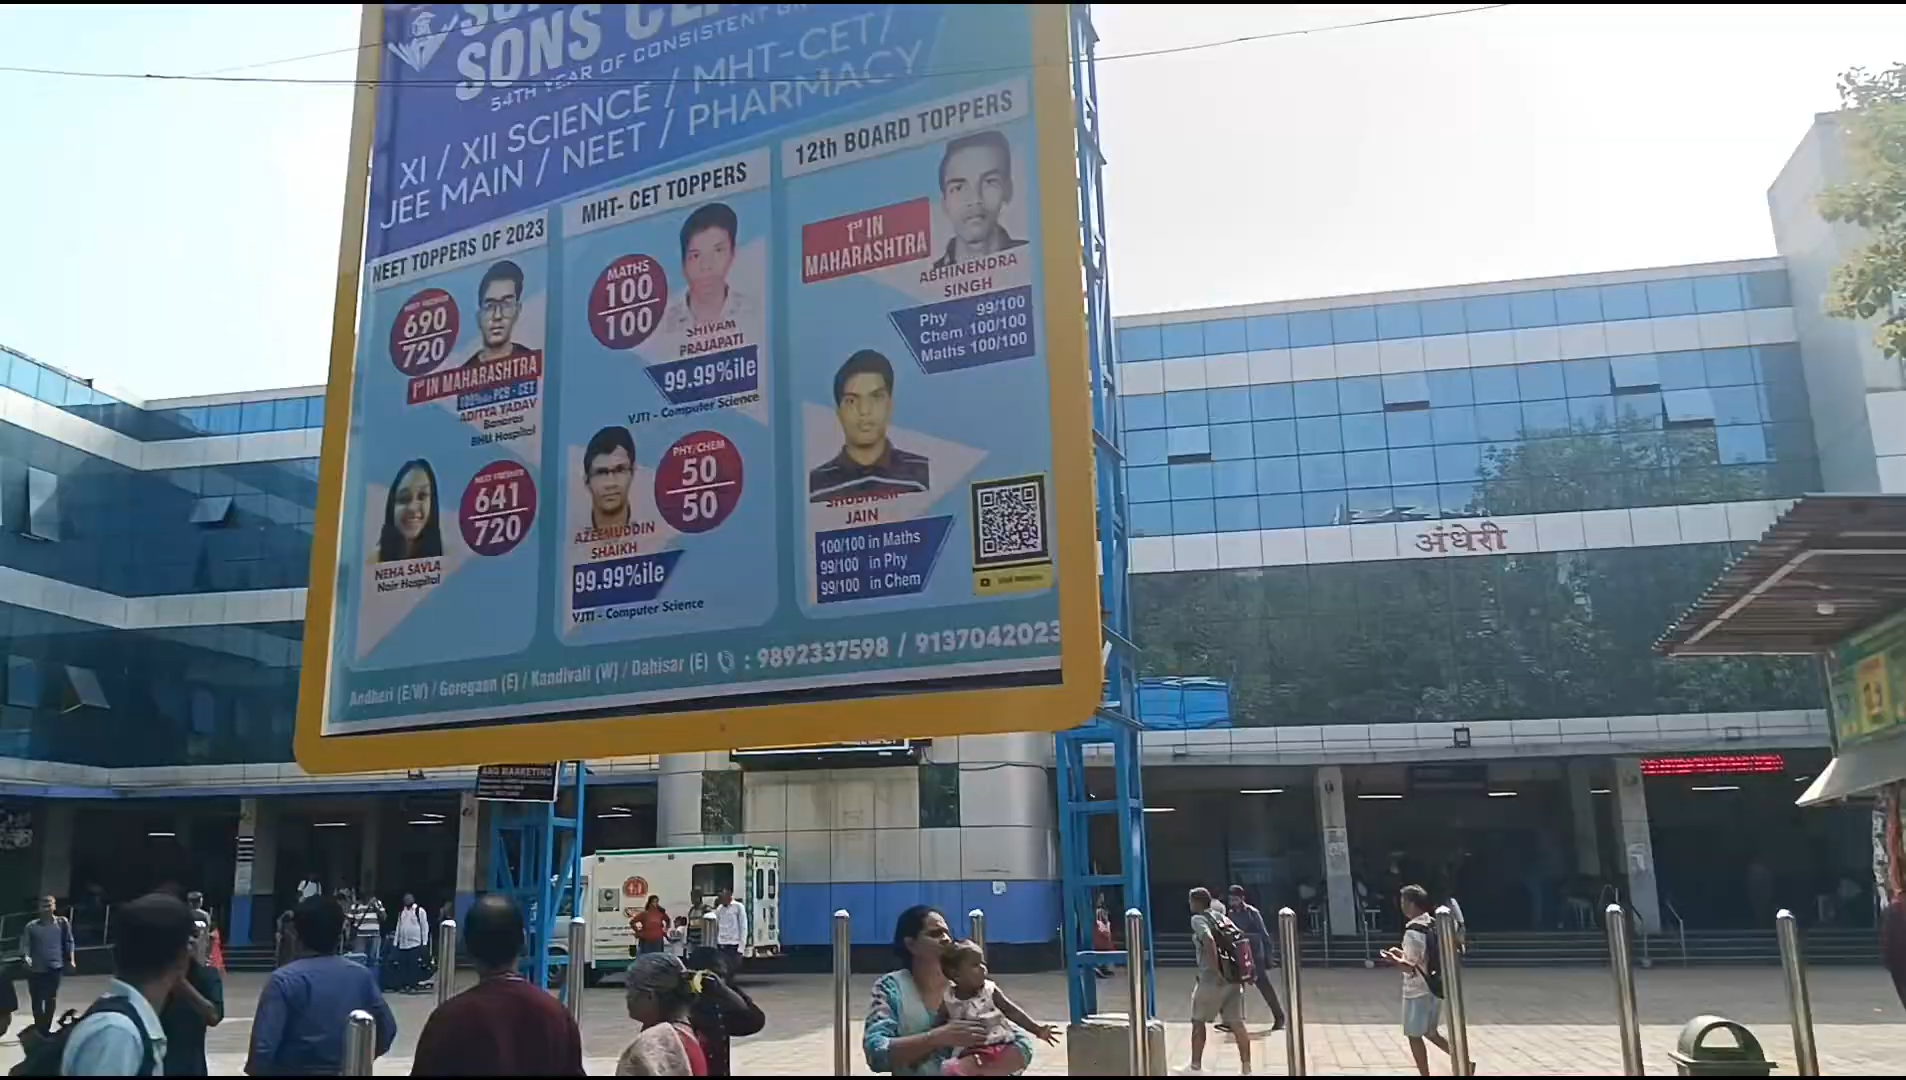 SONS
54TH YEAR OF CONSISTENT
XI / XII SCIENCE / MHT-CET/
JEE MAIN / NEET / PHARMACY
NEET TOPPERS OF 2023
690
720
1ST IN MAHARASHTRA
ADITYA YADAV
Banaras
BHU Hospital
641
720
NEHA SAVLA
Nair Hospital
MHT- CET TOPPERS
MATHS
100
100
SHIVAM
PRAJAPATI
99.99%ile
VJTI - Computer Science
PHY/CHEM
50
50
AZEEMUDDIN
SHAIKH
99.99%ile
VJTI - Computer Science
12th BOARD TOPPERS
1ST IN
MAHARASHTRA
ABHINENDRA
SINGH
Phy 99/100
Chem 100/100
Maths 100/100
SHUBHAM
JAIN
100/100 in Maths
99/100 in Phy
99/100 in Chem
Andheri (E/W) / Goregaon (E) / Kandivali (W) / Dahisar (E) : 9892337598 / 9137042023
अंधेरी
AND MARKETING